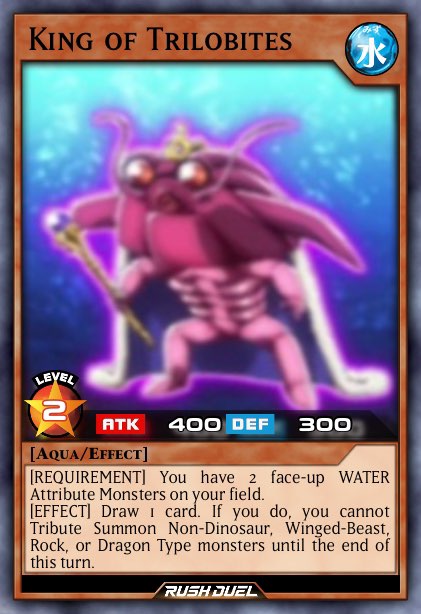 King of Trilobites
みず
水
LEVEL
2
ATK 400 DEF 300
[Aqua/Effect]
[REQUIREMENT] You have 2 face-up WATER
Attribute Monsters on your field.
[EFFECT] Draw 1 card. If you do, you cannot
Tribute Summon Non-Dinosaur, Winged-Beast,
Rock, or Dragon Type monsters until the end of
this turn.
RUSH DUEL